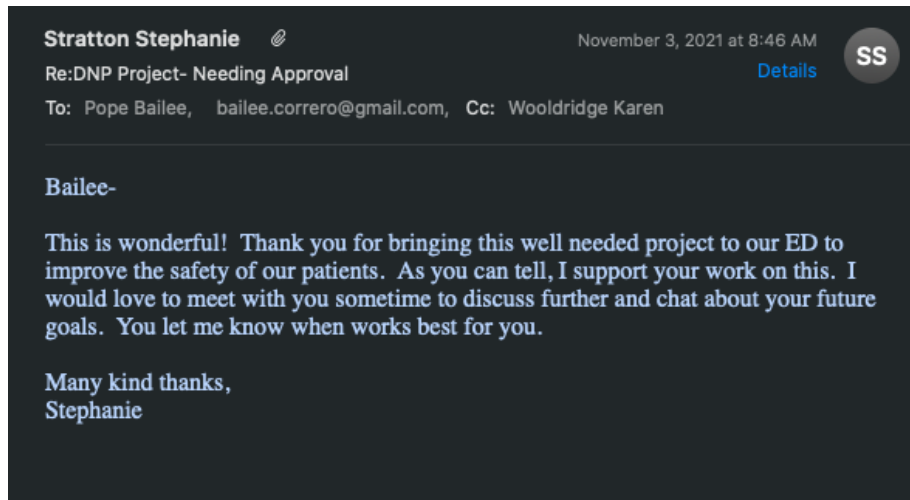 Stratton Stephanie
November 3, 2021 at 8:46 AM
SS
Re:DNP Project- Needing Approval
Details
To: Pope Bailee, bailee.correro@gmail.com, Cc: Wooldridge Karen
Bailee-
This is wonderful!  Thank you for bringing this well needed project to our ED to
improve the safety of our patients.  As you can tell, I support your work on this.  I
would love to meet with you sometime to discuss further and chat about your future
goals.  You let me know when works best for you.
Many kind thanks,
Stephanie